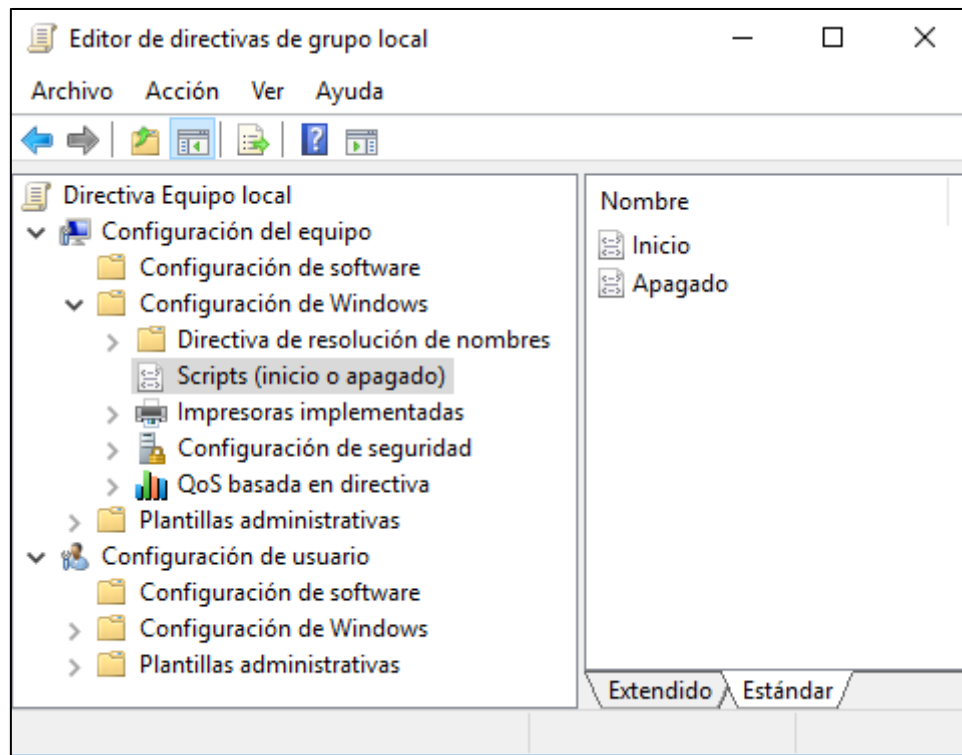 Editor de directivas de grupo local
Archivo Acción Ver Ayuda
Directiva Equipo local
Configuración del equipo
Configuración de software
Configuración de Windows
Directiva de resolución de nombres
Scripts (inicio o apagado)
Impresoras implementadas
Configuración de seguridad
QoS basada en directiva
Plantillas administrativas
Configuración de usuario
Configuración de software
Configuración de Windows
Plantillas administrativas
Nombre
Inicio
Apagado
Extendido Estándar